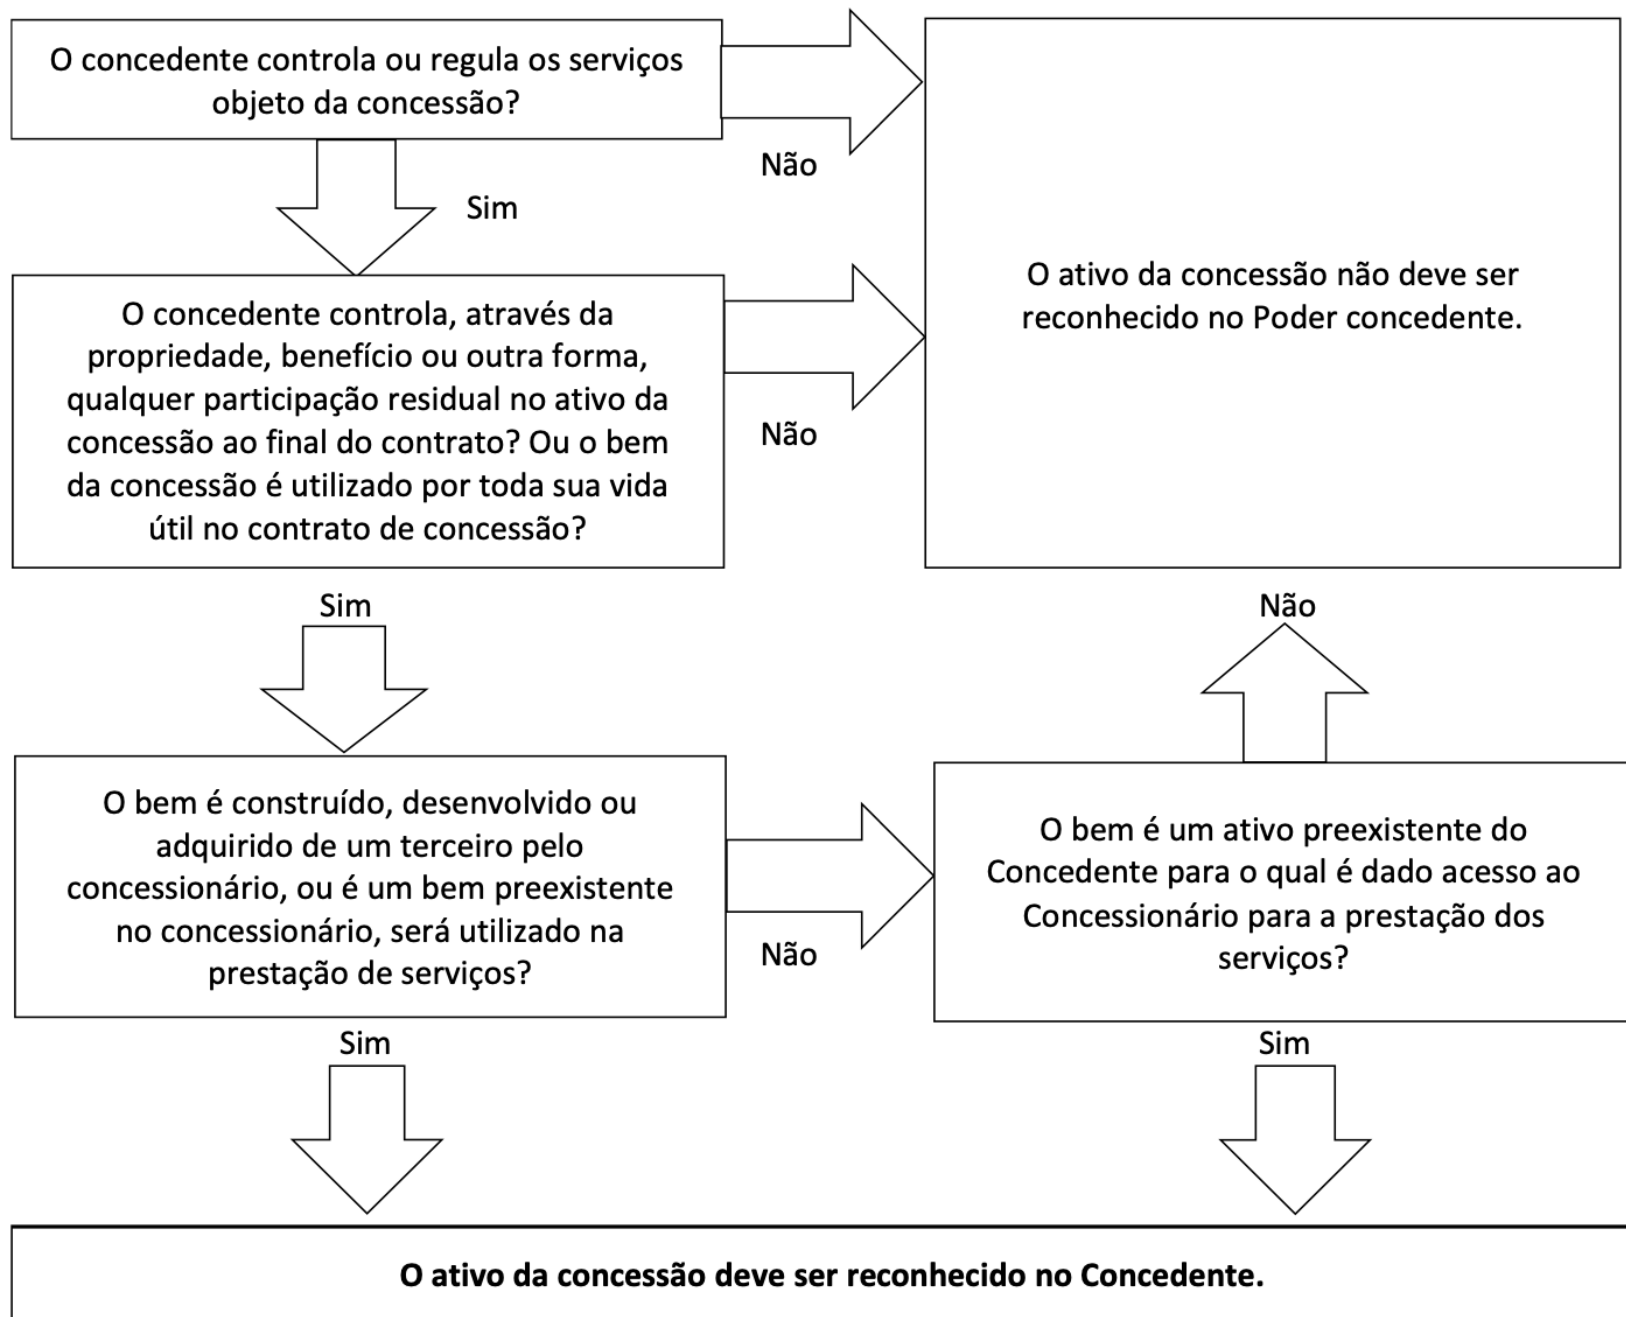 O concedente controla ou regula os serviços
objeto da concessão?
Não
Sim
O ativo da concessão não deve ser
reconhecido no Poder concedente.
O concedente controla, através da
propriedade, benefício ou outra forma,
qualquer participação residual no ativo da
concessão ao final do contrato? Ou o bem
da concessão é utilizado por toda sua vida
útil no contrato de concessão?
Não
Sim
Não
O bem é construído, desenvolvido ou
adquirido de um terceiro pelo
concessionário, ou é um bem preexistente
no concessionário, será utilizado na
prestação de serviços?
Não
O bem é um ativo preexistente do
Concedente para o qual é dado acesso ao
Concessionário para a prestação dos
serviços?
Sim
Sim
O ativo da concessão deve ser reconhecido no Concedente.